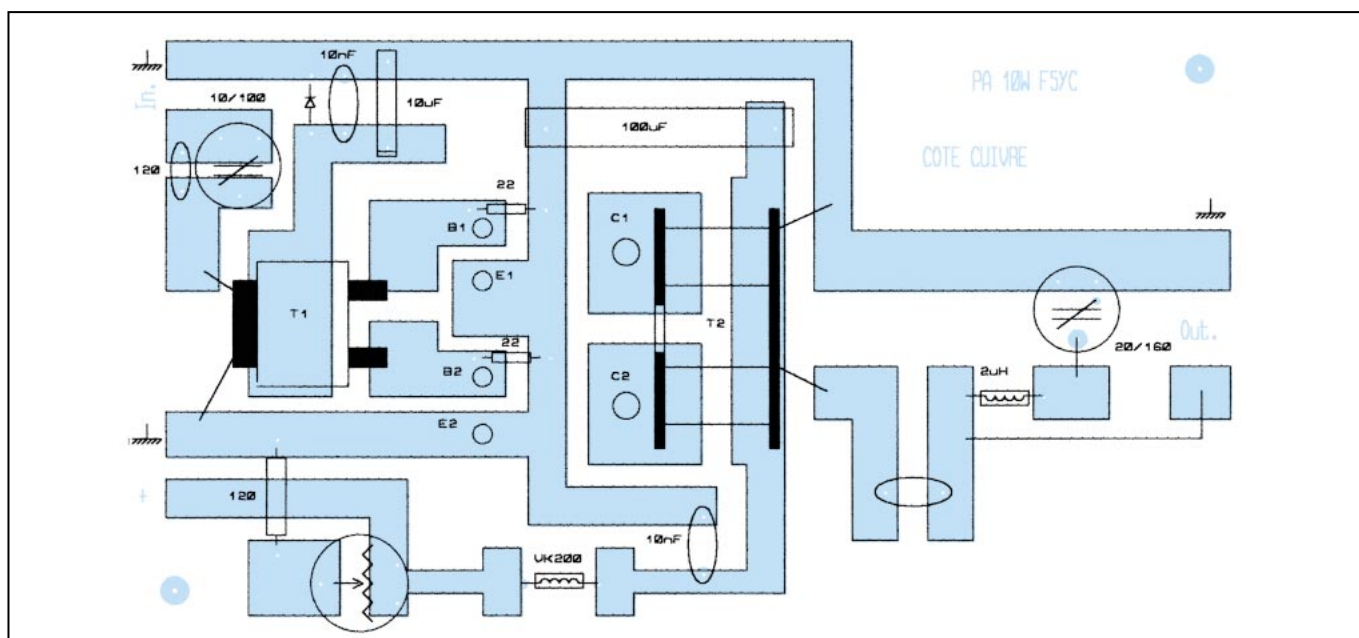 10nF
10/100
10uF
In.
120
22
B1
E1
T1
22
B2
E2
+
120
VK200
10nF
100uF
C1
T2
C2
PA 10W F5YC
COTE CUIVRE
Out.
20/160
2uH